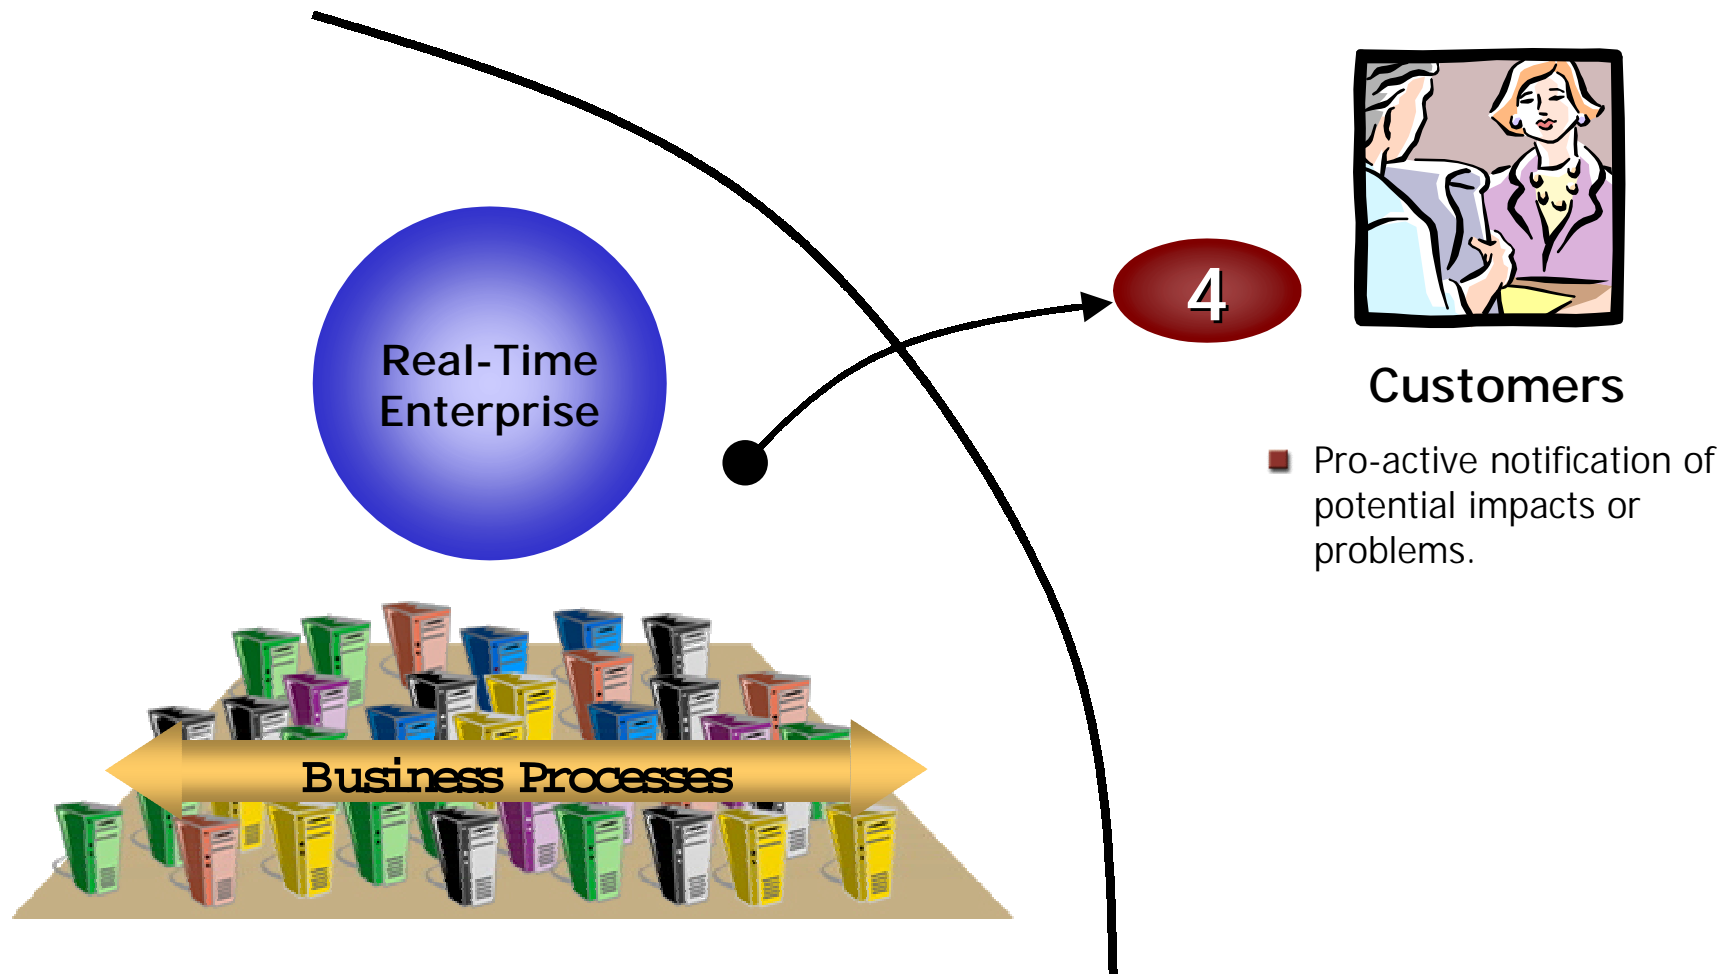 Real-Time
Enterprise
4
Customers
Pro-active notification of
potential impacts or
problems.
Business Processes